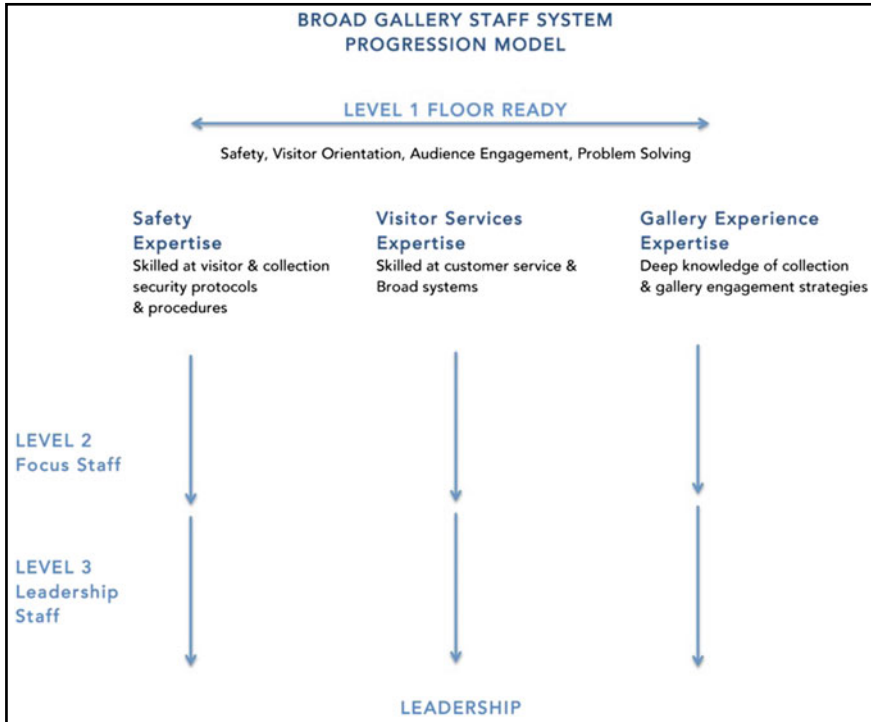 BROAD GALLERY STAFF SYSTEM
PROGRESSION MODEL
LEVEL 1 FLOOR READY
Safety, Visitor Orientation, Audience Engagement, Problem Solving
Safety
Expertise
Skilled at visitor & collection
security protocols
& procedures
Visitor Services
Expertise
Skilled at customer service &
Broad systems
Gallery Experience
Expertise
Deep knowledge of collection
& gallery engagement strategies
LEVEL 2
Focus Staff
LEVEL 3
Leadership
Staff
LEADERSHIP